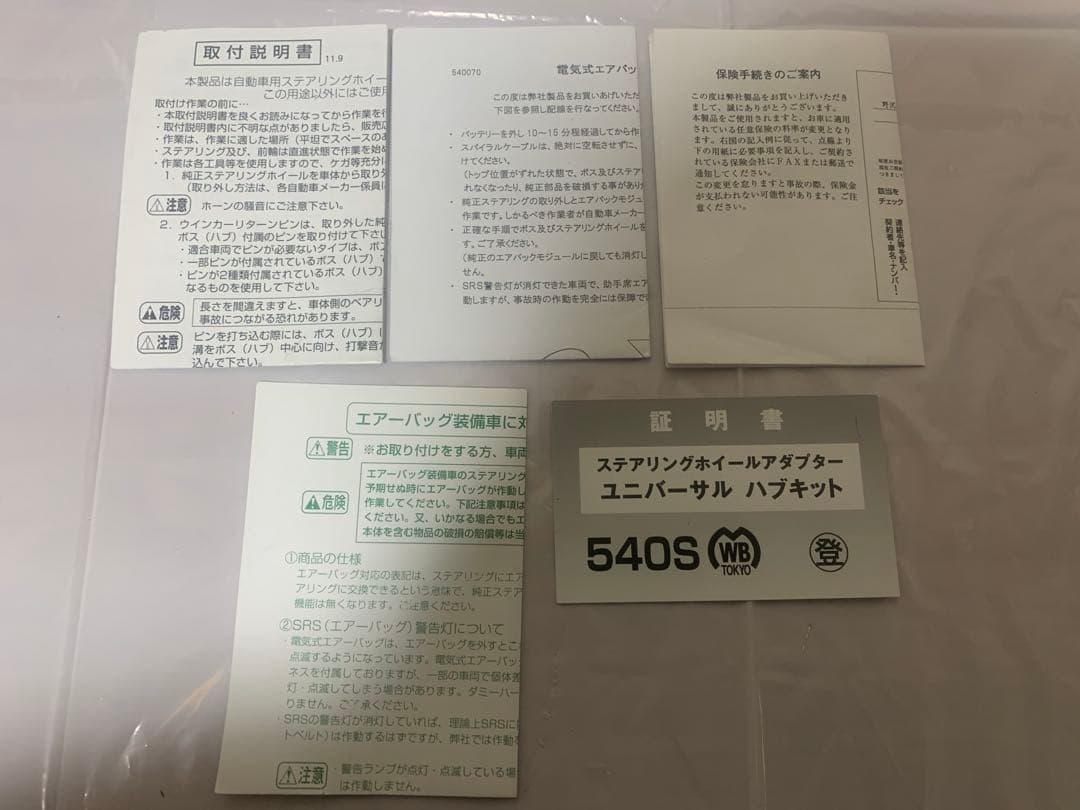 取付説明書 11.9
本製品は自動車用ステアリングホイー
この用途以外にはご使用
取付け作業の前に…
・本取付説明書を良くお読みになってから作業を行
・取付説明書内に不明な点がありましたら、販売店
・作業は、作業に適した場所（平坦でスペースのあ
・ステアリング及び、前輪は直進状態で作業を始め
・作業は各工具等を使用しますので、ケガ等充分に
1．純正ステアリングホイールを車体から取り外
（取り外し方法は、各自動車メーカー係員に
注意 ホーンの騒音にご注意下さい。
2．ウインカーリターンピンは、取り外した純
ボス（ハブ）付属のピンを取り付けて下さい
・適合車両でピンが必要ないタイプは、ボス
・一部ピンが付属されているボス（ハブ）で
・ピンが2種類付属されているボス（ハブ）
なるものを使用して下さい。
危険 長さを間違えますと、車体側のベアリ
事故につながる恐れがあります。
注意 ピンを打ち込む際には、ボス（ハブ）に
溝をボス（ハブ）中心に向け、打撃音が
込んで下さい。
540070 電気式エアバッ
この度は弊社製品をお買いあげいただ
下図を参照し配線を行なってください。
・ バッテリーを外し10～15分程経過してから作
・ スパイラルケーブルは、絶対に空転させずに、
けてください。
（トップ位置がずれた状態で、ボス及びステア
れなくなったり、純正部品を破損する事があり
・ 純正ステアリングの取り外しとエアバックモジュ
作業です。しかるべき作業者が自動車メーカー
・ 正確な手順でボス及びステアリングホイールを
す。ご了承ください。
（純正のエアバックモジュールに戻しても消灯し
せん。
・ SRS警告灯が消灯できた車両で、助手席エア
動しますが、事故時の作動を完全には保障で
保険手続きのご案内
この度は弊社製品をお買い上げいただき
まして、誠にありがとうございます。
本製品をご使用されますと、お車に適用
されている任意保険の料率が変更となり
ます。右図の記入例に従って、点線より
下の用紙に必要事項を記入し、ご契約さ
れている保険会社にFAXまたは郵送で
通知してください。
この変更を怠りますと事故の際、保険金
が支払われない可能性があります。ご注
意ください。
該当を
チェック
連絡先等を記入
契約者・車名・ナンバー！
エアーバッグ装備車に対
警告 ※お取り付けをする方、車両
危険 エアーバッグ装備車のステアリング
予期せぬ時にエアーバッグが作動し
作業してください。下記注意事項は
ください。又、いかなる場合でもエ
本体を含む物品の破損の賠償等は当
①商品の仕様
エアーバッグ対応の表記は、ステアリングにエア
アリングに交換できるという意味で、純正ステア
機能は無くなります。ご注意ください。
②SRS（エアーバッグ）警告灯について
・電気式エアーバッグは、エアーバッグを外すとこ
点滅するようになっています。電気式エアーバッ
ネスを付属しておりますが、一部の車両で個体差
灯・点滅してしまう場合があります。ダミーハー
りません。ご了承ください。
・SRSの警告灯が消灯していれば、理論上SRSに
トベルト）は作動するはずですが、弊社では作動を
注意 ・警告ランプが点灯・点滅している場
は作動しません。
証明書
ステアリングホイールアダプター
ユニバーサル ハブキット
540S WB TOKYO 登